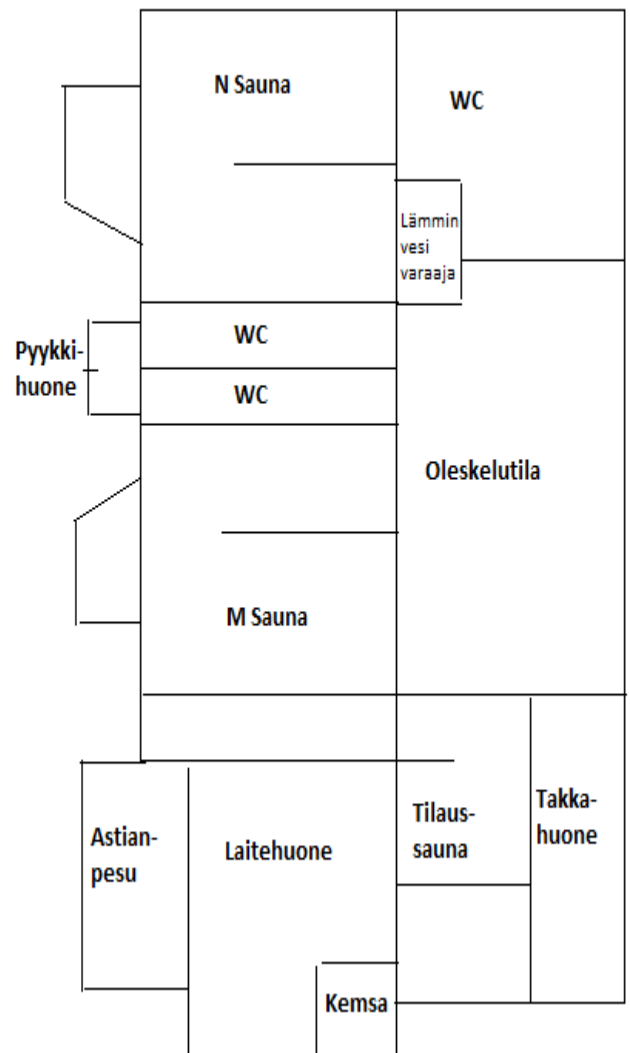 N Sauna
WC
Lämmin
vesi
varaaja
WC
Pyykki-
huone
WC
Oleskelutila
M Sauna
Astian-
pesu
Laitehuone
Tilaus-
sauna
Takka-
huone
Kemsa